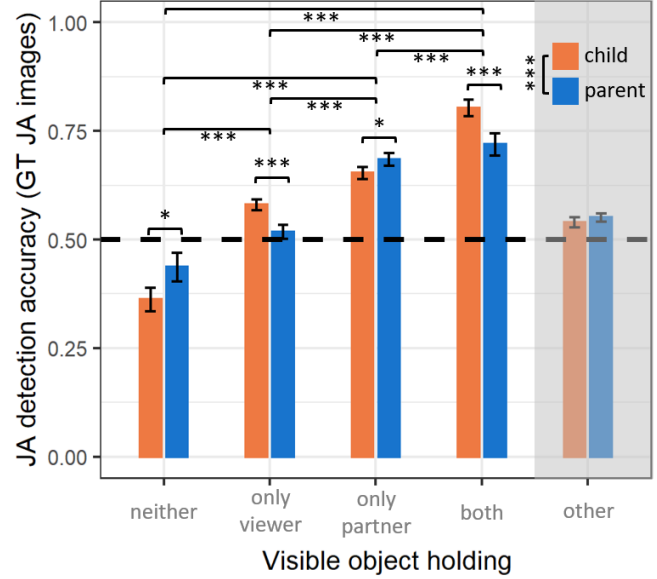 1.00
0.75
0.50
0.25
0.00
JA detection accuracy (GT JA images)
***
***
***
***
***
***
***
***
*
*
***
child
parent
***
neither
only
viewer
only
partner
both
other
Visible object holding